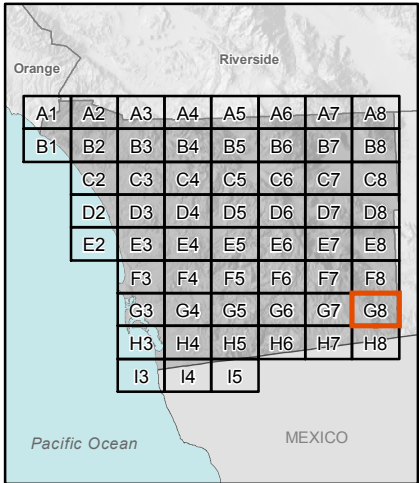 Riverside
Orange
A1 A2 A3 A4 A5 A6 A7 A8
B1 B2 B3 B4 B5 B6 B7 B8
C2 C3 C4 C5 C6 C7 C8
D2 D3 D4 D5 D6 D7 D8
E2 E3 E4 E5 E6 E7 E8
F3 F4 F5 F6 F7 F8
G3 G4 G5 G6 G7 G8
H3 H4 H5 H6 H7 H8
I3 I4 I5
Pacific Ocean MEXICO